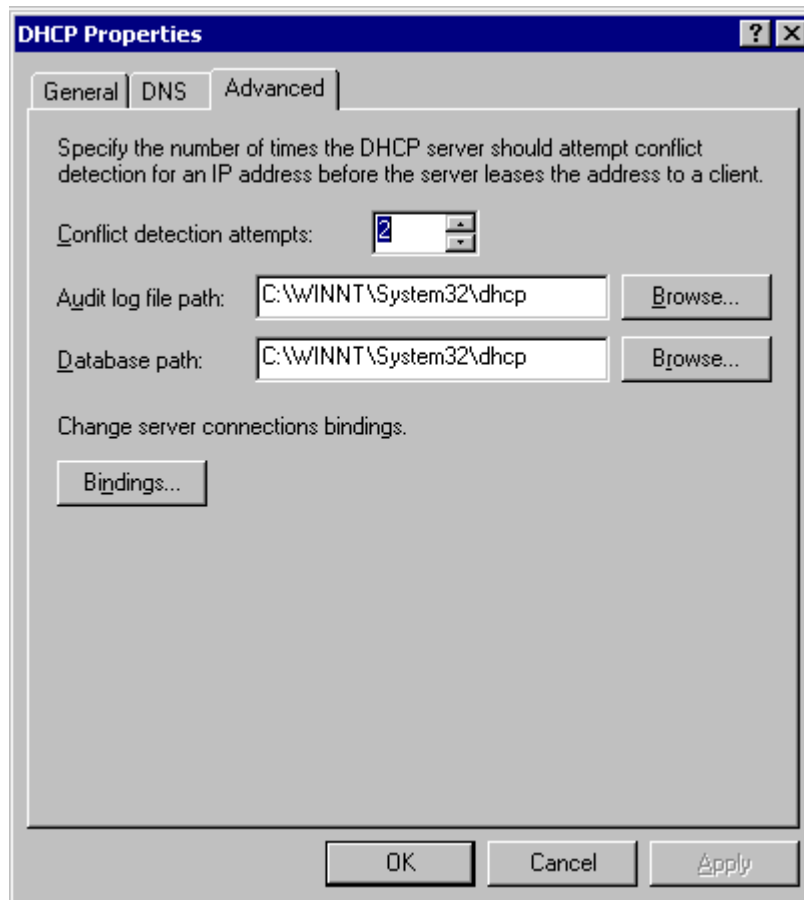 DHCP Properties
General DNS Advanced
Specify the number of times the DHCP server should attempt conflict
detection for an IP address before the server leases the address to a client.
Conflict detection attempts: 2
Audit log file path: C:\WINNT\System32\dhcp Browse...
Database path: C:\WINNT\System32\dhcp Browse...
Change server connections bindings.
Bindings...
OK Cancel Apply